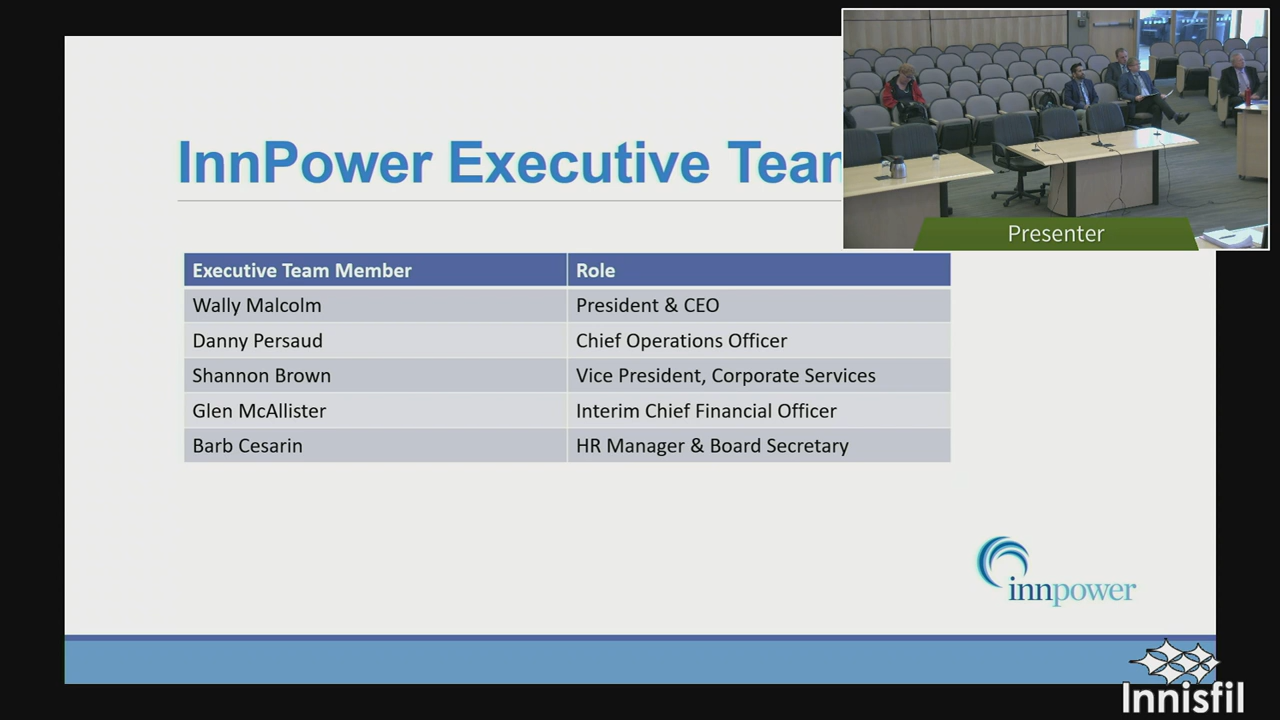 InnPower Executive Team
Presenter
Executive Team Member Role
Wally Malcolm President & CEO
Danny Persaud Chief Operations Officer
Shannon Brown Vice President, Corporate Services
Glen McAllister Interim Chief Financial Officer
Barb Cesarin HR Manager & Board Secretary
innpower
Innisfil